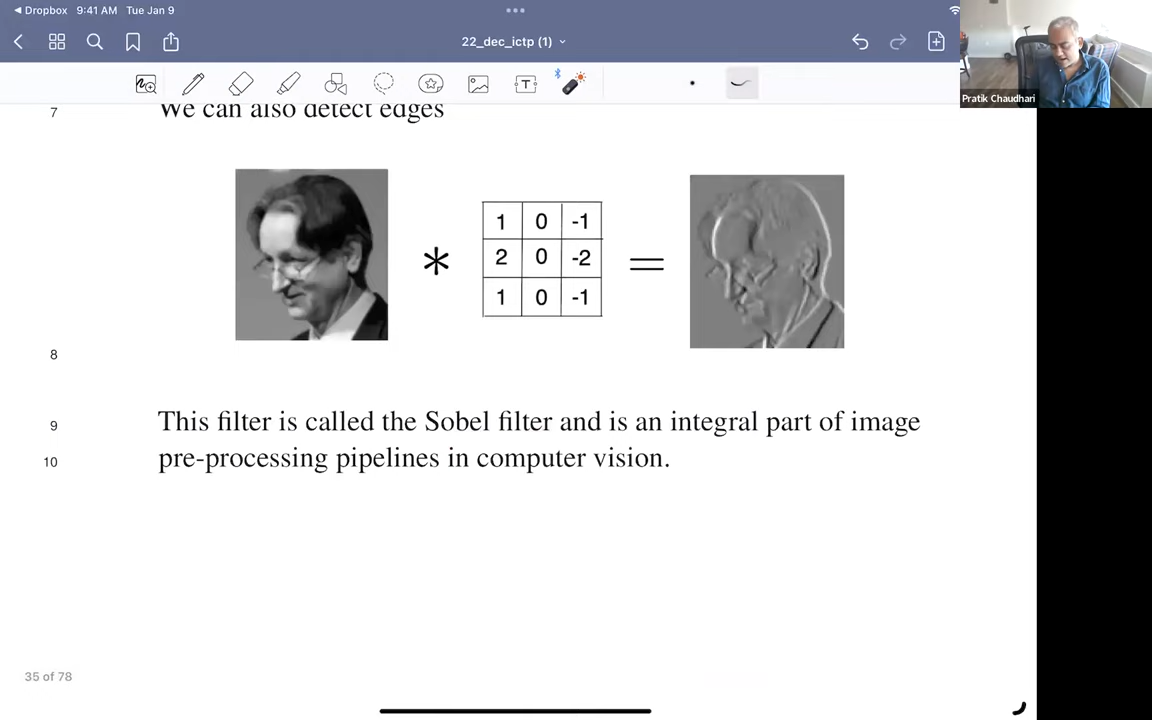 Dropbox 9:41 AM Tue Jan 9
22_dec_ictp (1)
T
Pratik Chaudhari
7 We can also detect edges
1 0 -1
* 2 0 -2 =
1 0 -1
8
9 This filter is called the Sobel filter and is an integral part of image
10 pre-processing pipelines in computer vision.
35 of 78